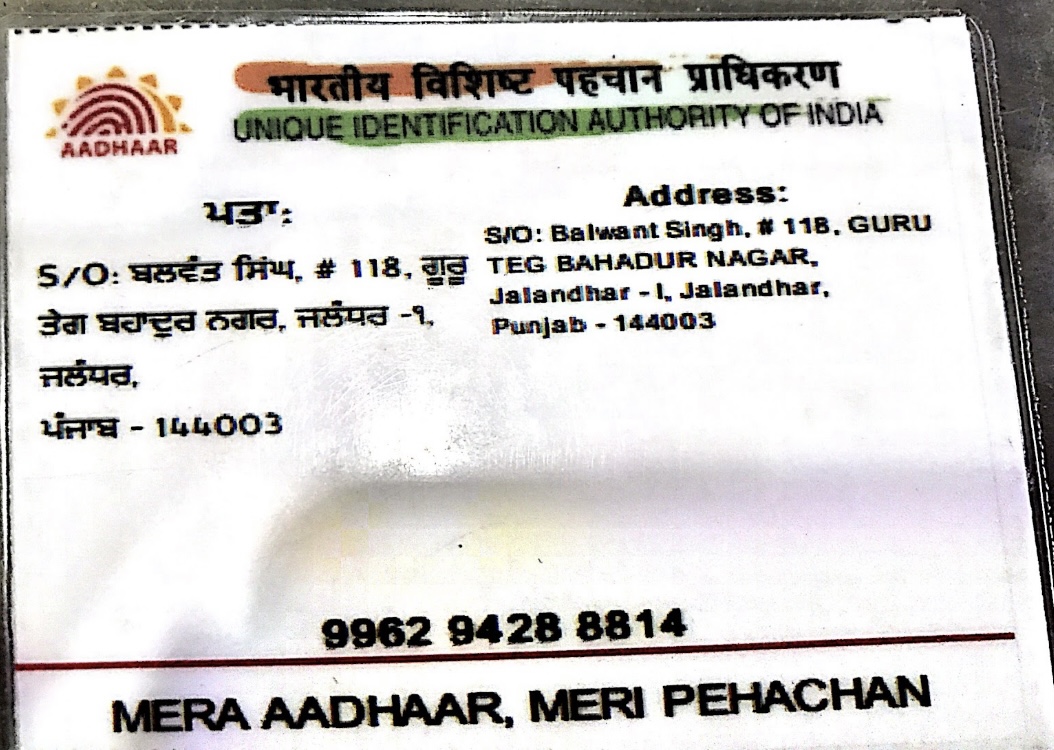 भारतीय विशिष्ट पहचान प्राधिकरण
UNIQUE IDENTIFICATION AUTHORITY OF INDIA
AADHAAR
ਪਤਾ:
S/O: ਬਲਵੰਤ ਸਿੰਘ, # 118, ਗੁਰੂ
ਤੇਗ ਬਹਾਦੁਰ ਨਗਰ, ਜਲੰਧਰ -੧,
ਜਲੰਧਰ,
ਪੰਜਾਬ - 144003
Address:
S/O: Balwant Singh, # 118, GURU
TEG BAHADUR NAGAR,
Jalandhar - I, Jalandhar,
Punjab - 144003
9962 9428 8814
MERA AADHAAR, MERI PEHACHAN